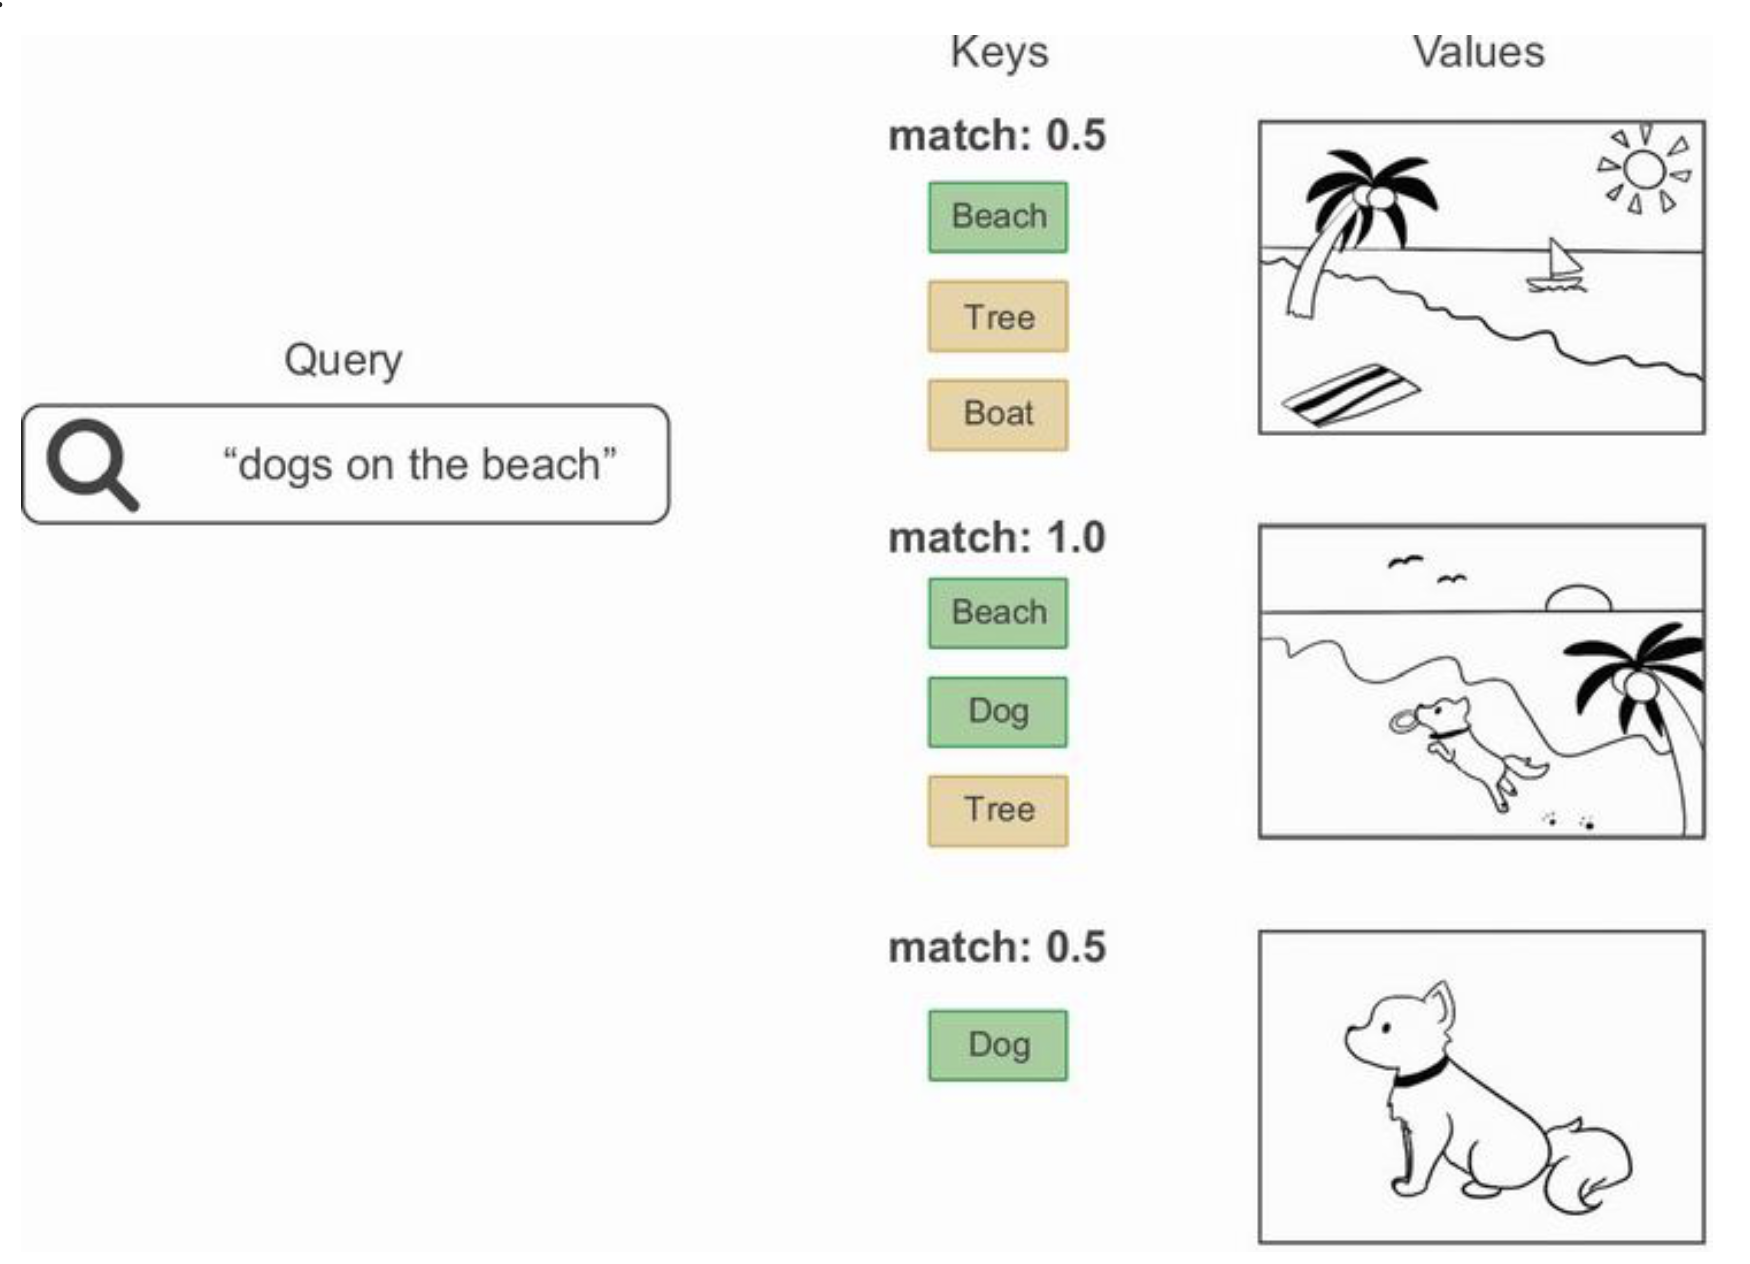 Keys
Values
match: 0.5
Beach
Tree
Boat
Query
“dogs on the beach”
match: 1.0
Beach
Dog
Tree
match: 0.5
Dog